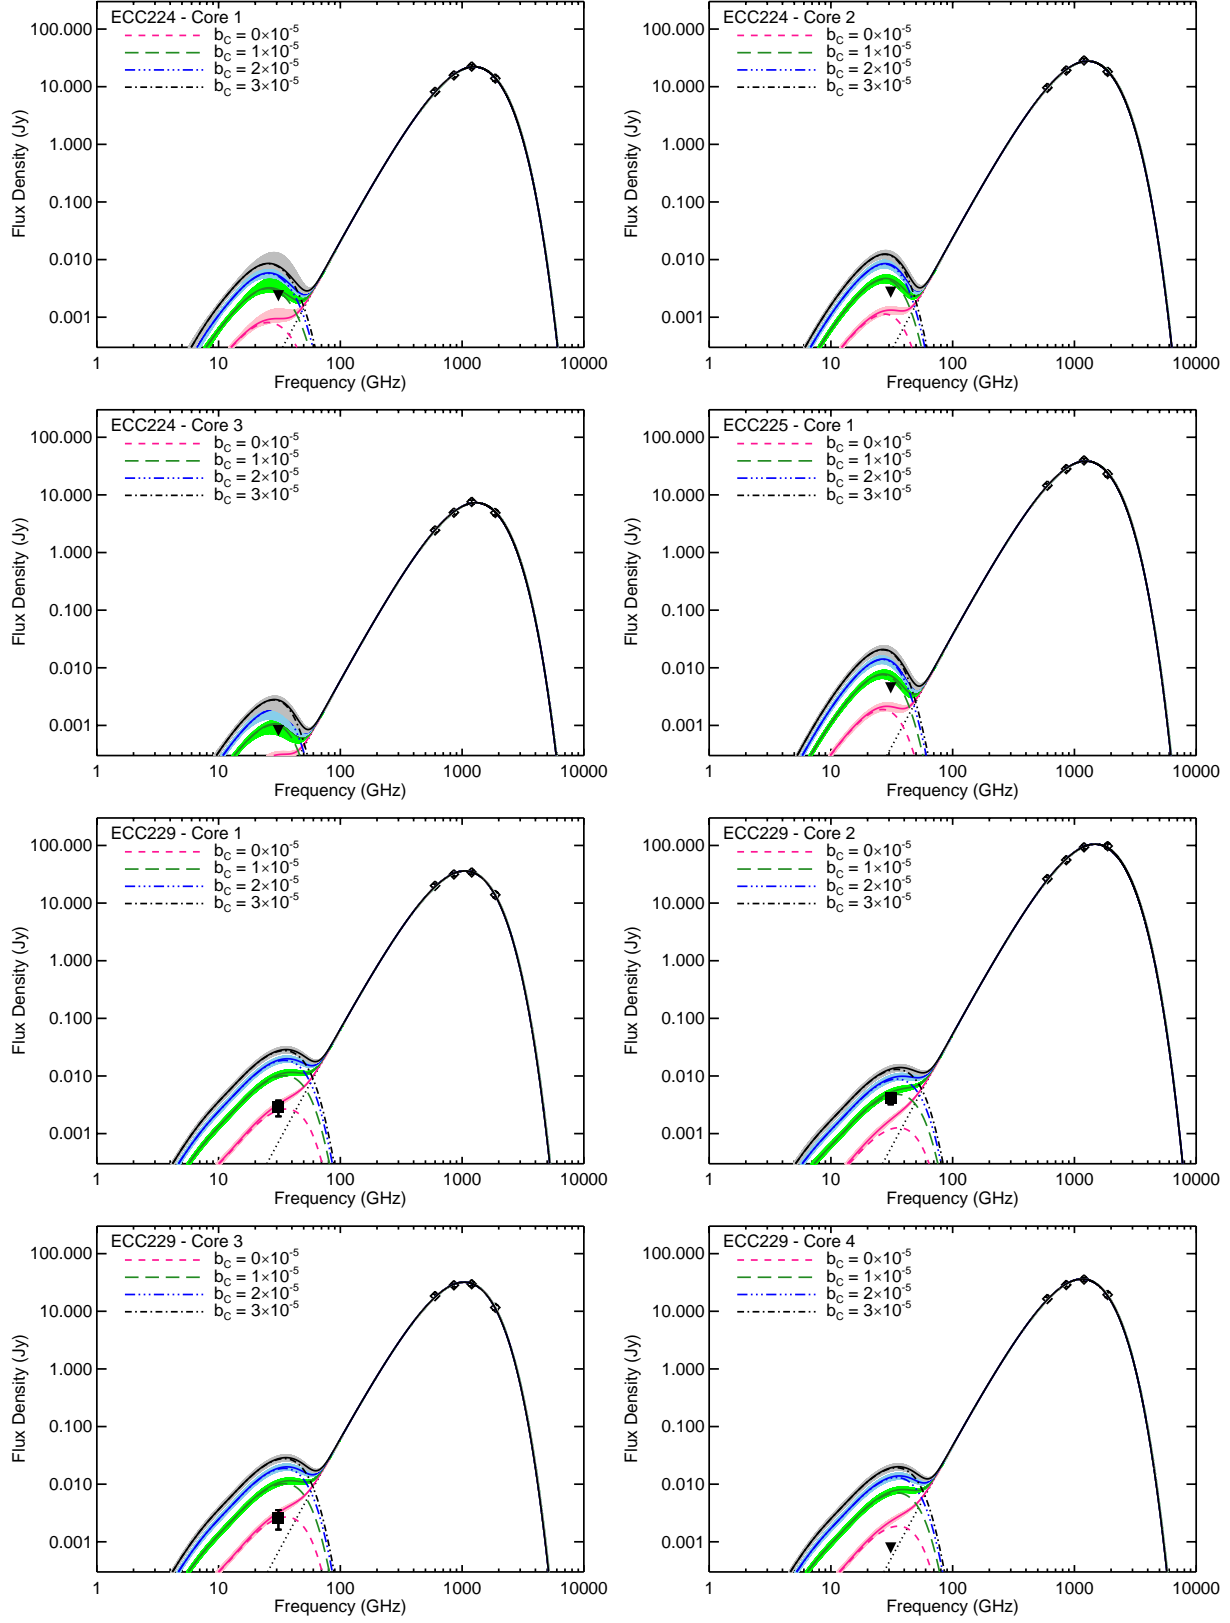 ECC224 - Core 1
b_C = 0×10^-5
b_C = 1×10^-5
b_C = 2×10^-5
b_C = 3×10^-5
100.000
10.000
1.000
0.100
0.010
0.001
Flux Density (Jy)
1 10 100 1000 10000
Frequency (GHz)
ECC224 - Core 2
b_C = 0×10^-5
b_C = 1×10^-5
b_C = 2×10^-5
b_C = 3×10^-5
100.000
10.000
1.000
0.100
0.010
0.001
Flux Density (Jy)
1 10 100 1000 10000
Frequency (GHz)
ECC224 - Core 3
b_C = 0×10^-5
b_C = 1×10^-5
b_C = 2×10^-5
b_C = 3×10^-5
100.000
10.000
1.000
0.100
0.010
0.001
Flux Density (Jy)
1 10 100 1000 10000
Frequency (GHz)
ECC225 - Core 1
b_C = 0×10^-5
b_C = 1×10^-5
b_C = 2×10^-5
b_C = 3×10^-5
100.000
10.000
1.000
0.100
0.010
0.001
Flux Density (Jy)
1 10 100 1000 10000
Frequency (GHz)
ECC229 - Core 1
b_C = 0×10^-5
b_C = 1×10^-5
b_C = 2×10^-5
b_C = 3×10^-5
100.000
10.000
1.000
0.100
0.010
0.001
Flux Density (Jy)
1 10 100 1000 10000
Frequency (GHz)
ECC229 - Core 2
b_C = 0×10^-5
b_C = 1×10^-5
b_C = 2×10^-5
b_C = 3×10^-5
100.000
10.000
1.000
0.100
0.010
0.001
Flux Density (Jy)
1 10 100 1000 10000
Frequency (GHz)
ECC229 - Core 3
b_C = 0×10^-5
b_C = 1×10^-5
b_C = 2×10^-5
b_C = 3×10^-5
100.000
10.000
1.000
0.100
0.010
0.001
Flux Density (Jy)
1 10 100 1000 10000
Frequency (GHz)
ECC229 - Core 4
b_C = 0×10^-5
b_C = 1×10^-5
b_C = 2×10^-5
b_C = 3×10^-5
100.000
10.000
1.000
0.100
0.010
0.001
Flux Density (Jy)
1 10 100 1000 10000
Frequency (GHz)